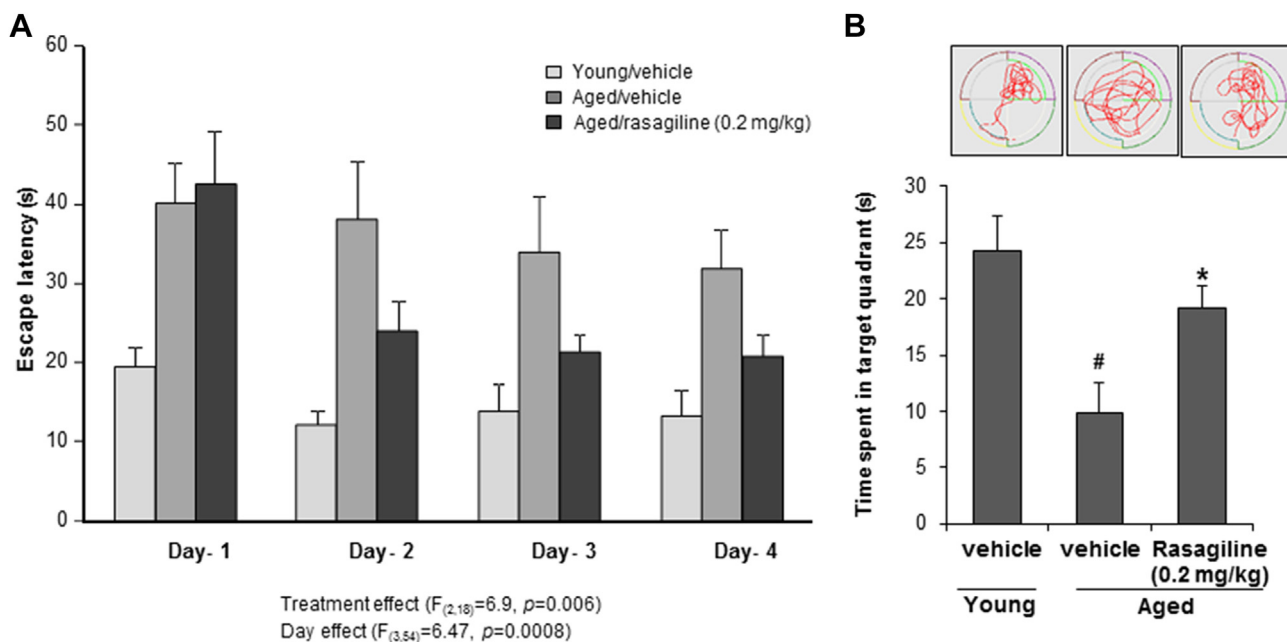 A
60
50
40
30
20
10
0
Escape latency (s)
Young/vehicle
Aged/vehicle
Aged/rasagiline (0.2 mg/kg)
Day- 1 Day- 2 Day- 3 Day- 4
Treatment effect (F(2,18)=6.9, p=0.006)
Day effect (F(3,54)=6.47, p=0.0008)
B
30
25
20
15
10
5
0
Time spent in target quadrant (s)
#
*
vehicle vehicle Rasagiline
(0.2 mg/kg)
Young Aged